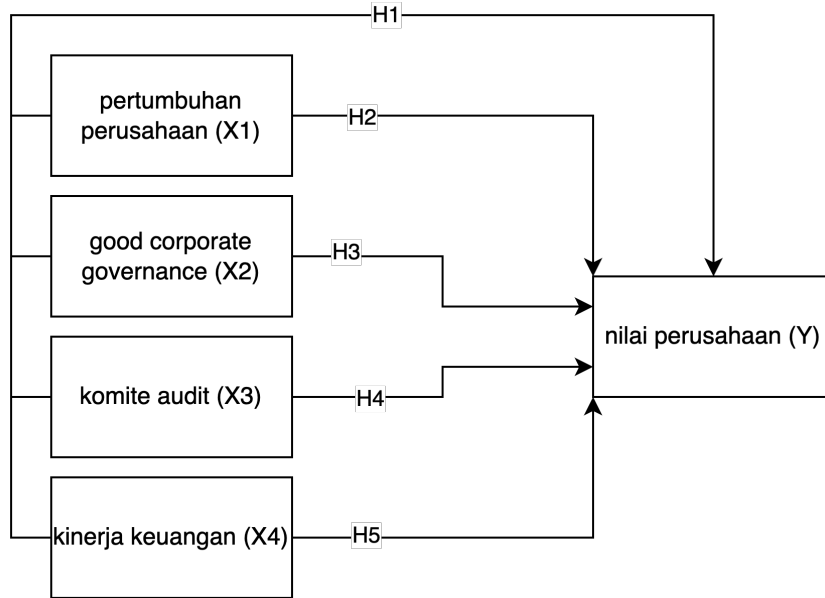 H1
pertumbuhan
perusahaan (X1)
H2
good corporate
governance (X2)
H3
nilai perusahaan (Y)
komite audit (X3)
H4
kinerja keuangan (X4)
H5